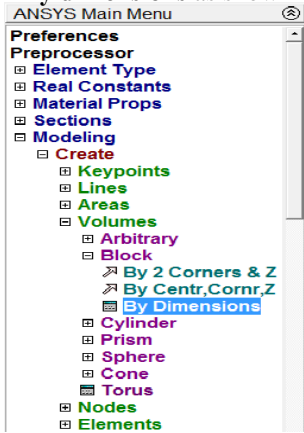 ANSYS Main Menu
Preferences
Preprocessor
Element Type
Real Constants
Material Props
Sections
Modeling
Create
Keypoints
Lines
Areas
Volumes
Arbitrary
Block
By 2 Corners & Z
By Centr,Cornr,Z
By Dimensions
Cylinder
Prism
Sphere
Cone
Torus
Nodes
Elements